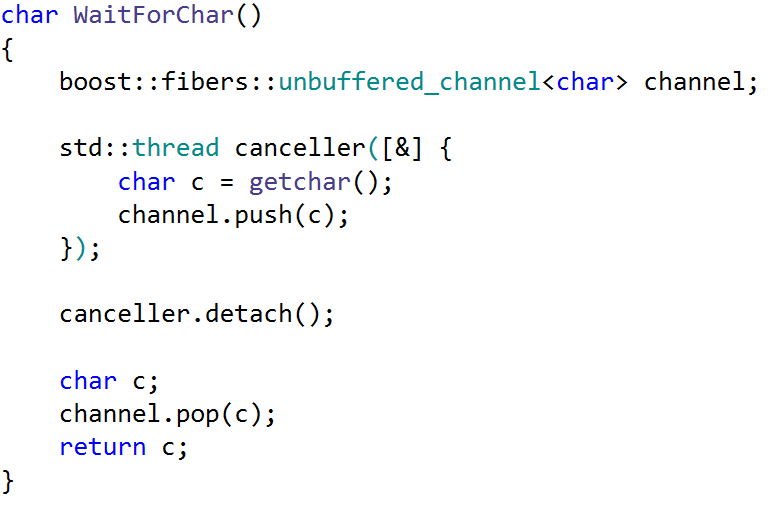 char WaitForChar()
{
    boost::fibers::unbuffered_channel<char> channel;

    std::thread canceller([&] {
        char c = getchar();
        channel.push(c);
    });

    canceller.detach();

    char c;
    channel.pop(c);
    return c;
}